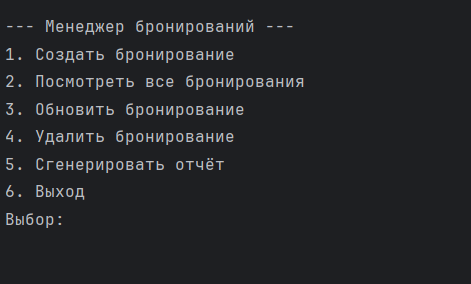 --- Менеджер бронирований ---
1. Создать бронирование
2. Посмотреть все бронирования
3. Обновить бронирование
4. Удалить бронирование
5. Сгенерировать отчёт
6. Выход
Выбор: